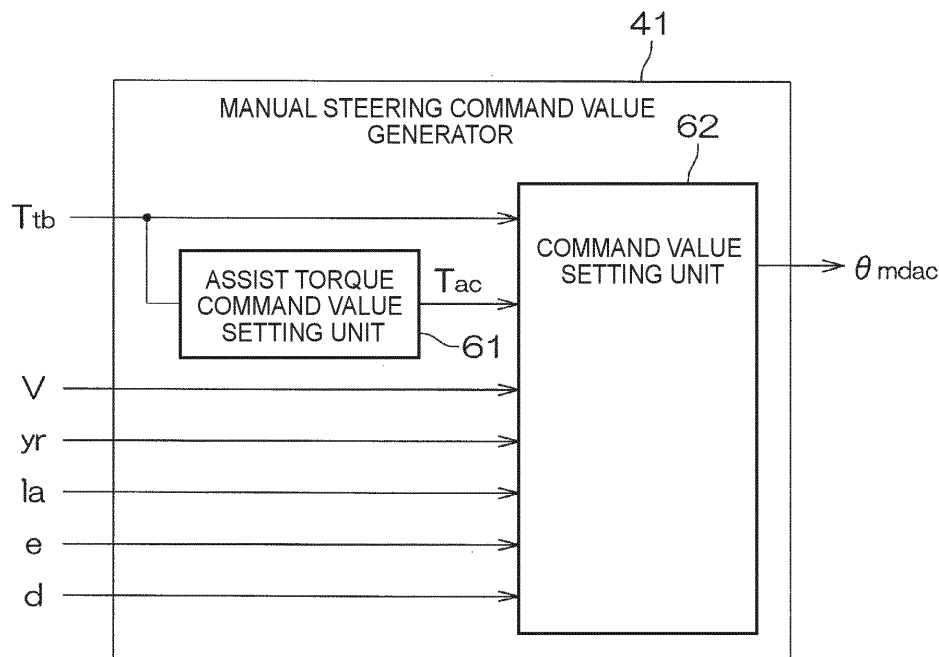 41
MANUAL STEERING COMMAND VALUE
GENERATOR
62
Ttb
COMMAND VALUE
SETTING UNIT
θmdac
ASSIST TORQUE
COMMAND VALUE
SETTING UNIT
Tac
61
V
yr
la
e
d